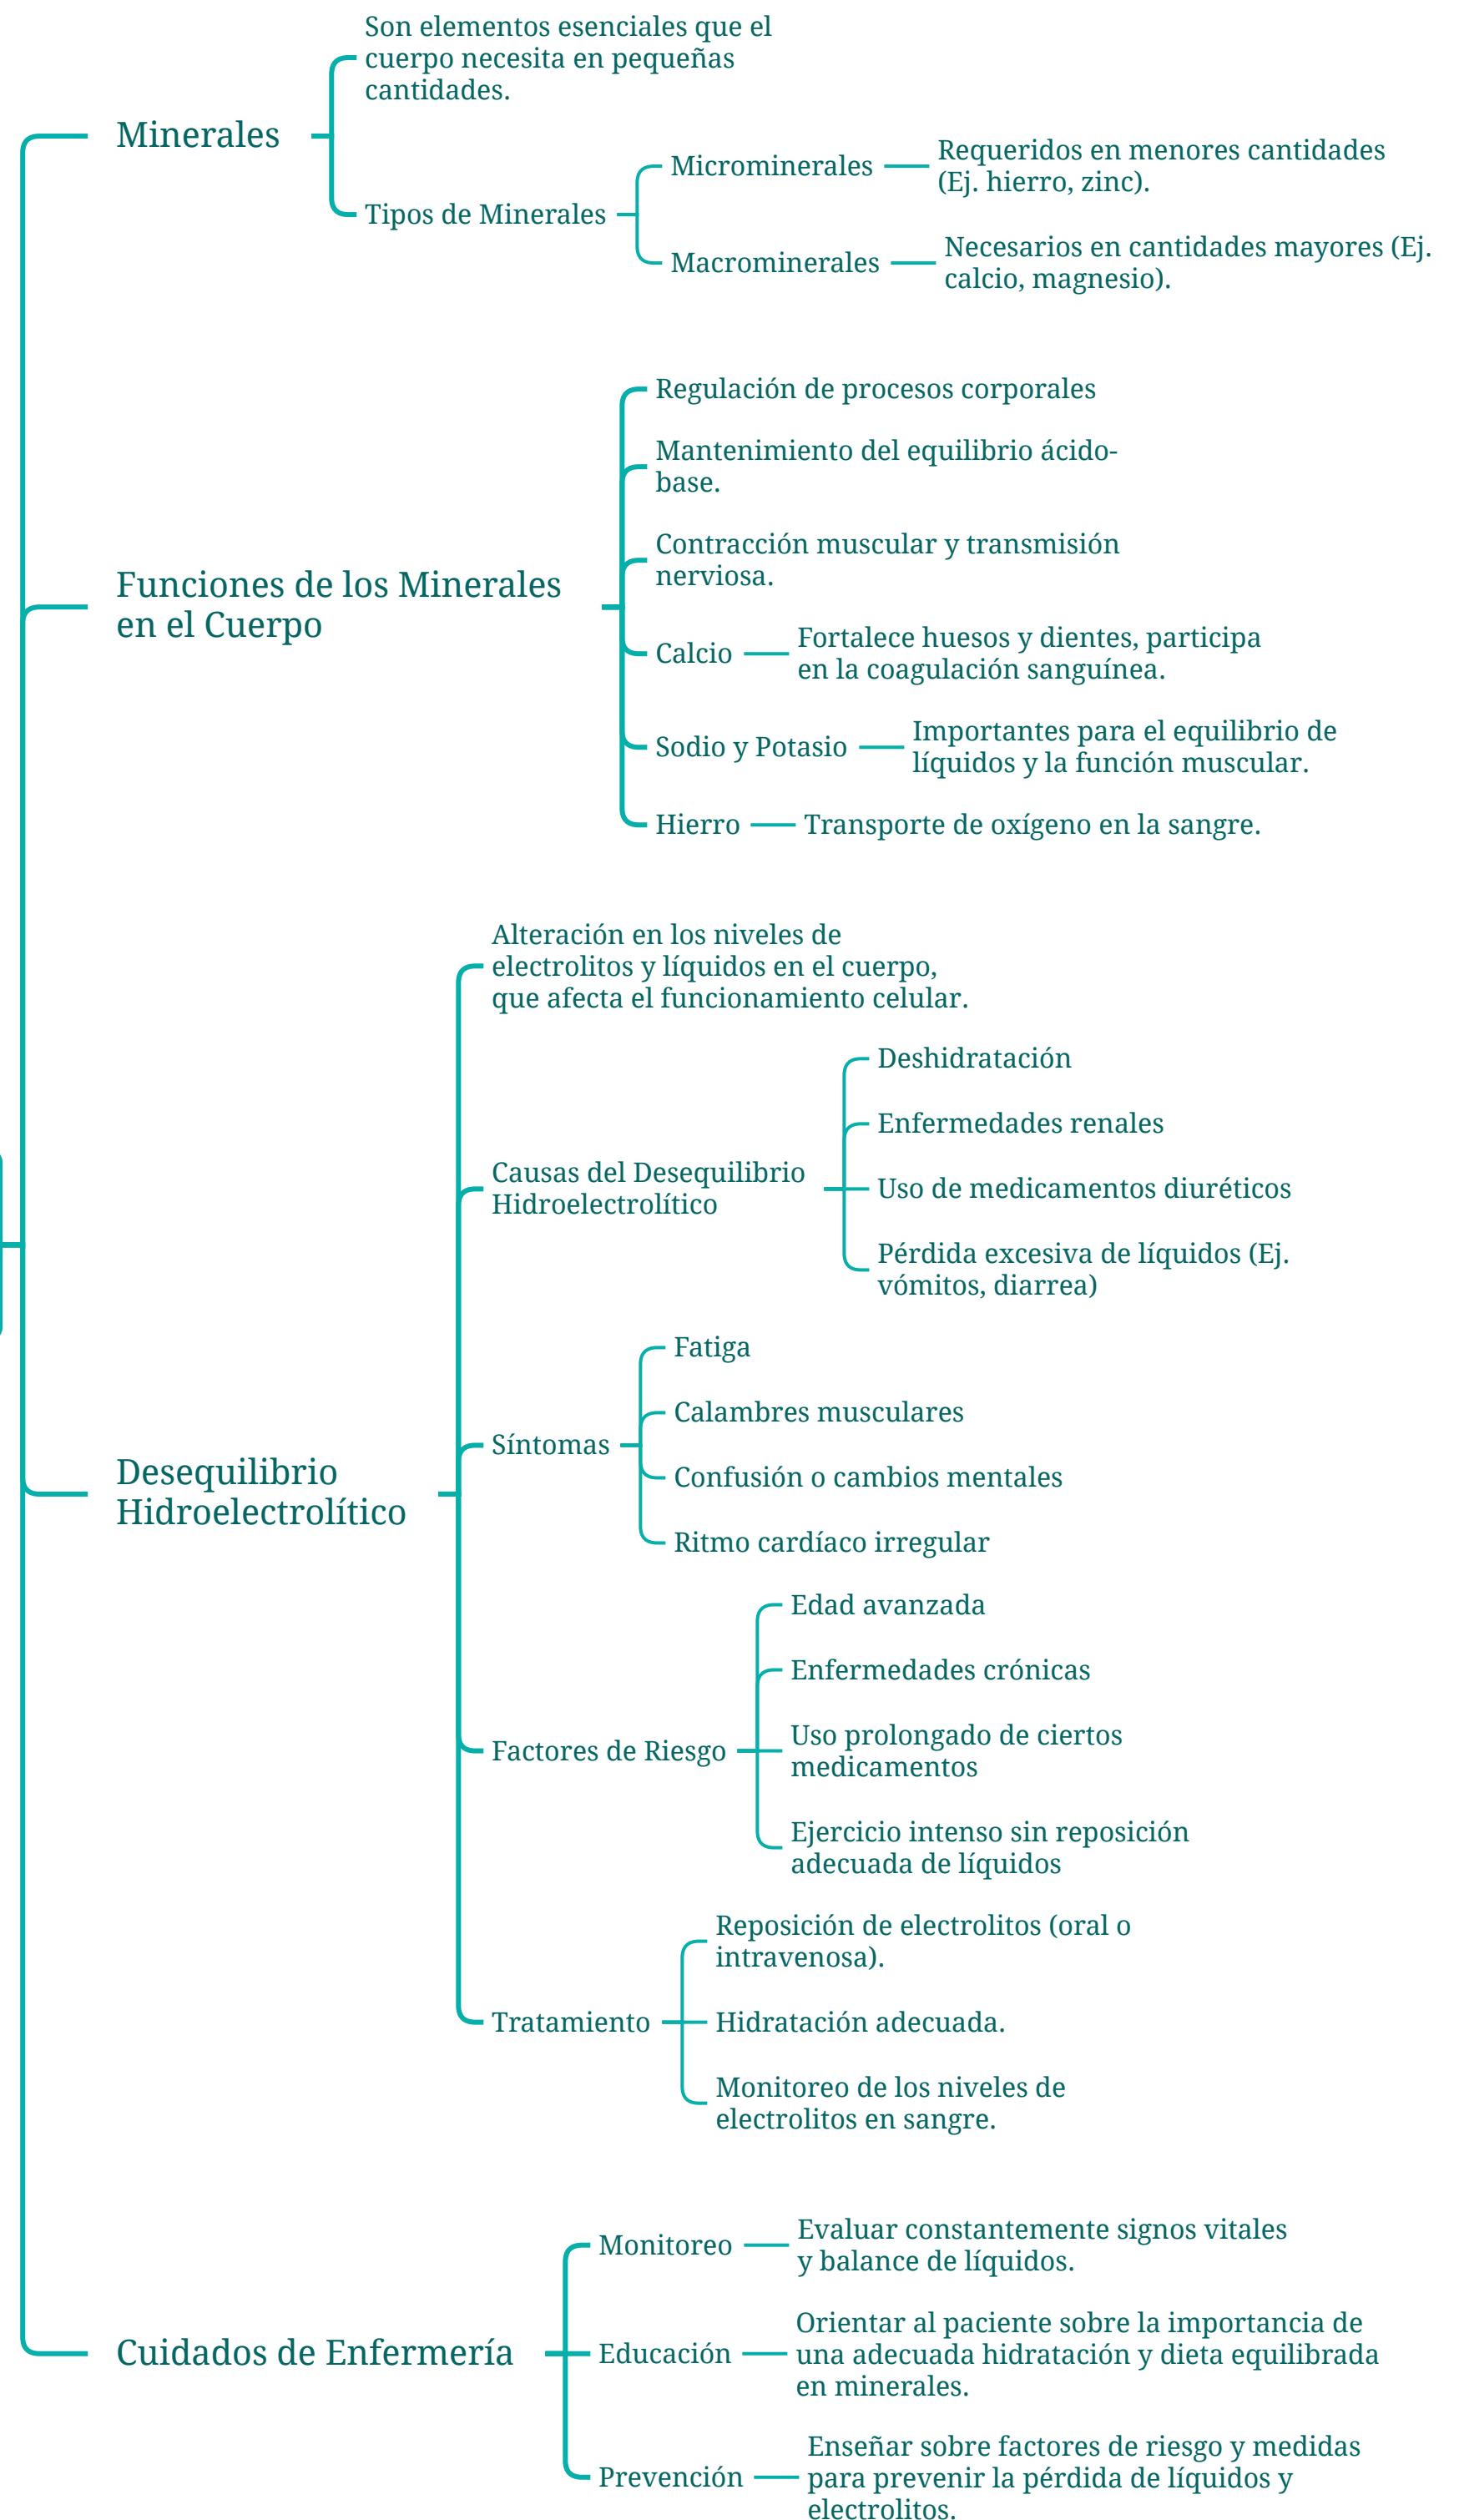 Son elementos esenciales que el
cuerpo necesita en pequeñas
cantidades.
Minerales
Microminerales
Requeridos en menores cantidades
(Ej. hierro, zinc).
Tipos de Minerales
Macrominerales
Necesarios en cantidades mayores (Ej.
calcio, magnesio).
Funciones de los Minerales
en el Cuerpo
Regulación de procesos corporales
Mantenimiento del equilibrio ácido-
base.
Contracción muscular y transmisión
nerviosa.
Calcio
Fortalece huesos y dientes, participa
en la coagulación sanguínea.
Sodio y Potasio
Importantes para el equilibrio de
líquidos y la función muscular.
Hierro
Transporte de oxígeno en la sangre.
Desequilibrio
Hidroelectrolítico
Alteración en los niveles de
electrolitos y líquidos en el cuerpo,
que afecta el funcionamiento celular.
Causas del Desequilibrio
Hidroelectrolítico
Deshidratación
Enfermedades renales
Uso de medicamentos diuréticos
Pérdida excesiva de líquidos (Ej.
vómitos, diarrea)
Síntomas
Fatiga
Calambres musculares
Confusión o cambios mentales
Ritmo cardíaco irregular
Factores de Riesgo
Edad avanzada
Enfermedades crónicas
Uso prolongado de ciertos
medicamentos
Ejercicio intenso sin reposición
adecuada de líquidos
Tratamiento
Reposición de electrolitos (oral o
intravenosa).
Hidratación adecuada.
Monitoreo de los niveles de
electrolitos en sangre.
Cuidados de Enfermería
Monitoreo
Evaluar constantemente signos vitales
y balance de líquidos.
Educación
Orientar al paciente sobre la importancia de
una adecuada hidratación y dieta equilibrada
en minerales.
Prevención
Enseñar sobre factores de riesgo y medidas
para prevenir la pérdida de líquidos y
electrolitos.